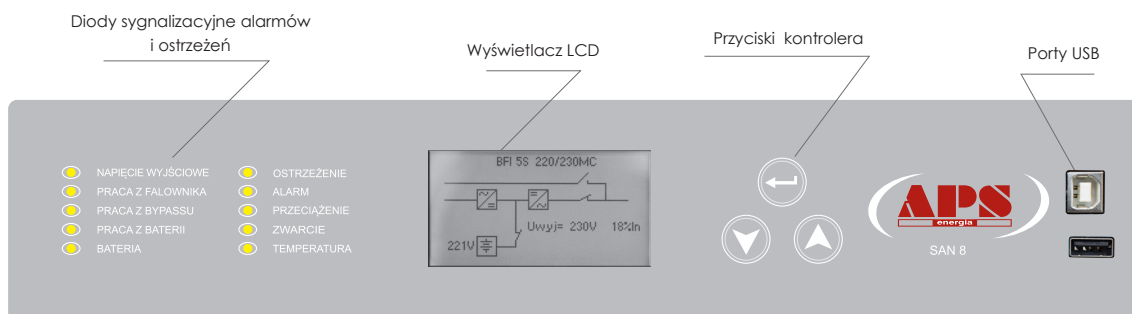 Diody sygnalizacyjne alarmów
i ostrzeżeń
Wyświetlacz LCD
Przyciski kontrolera
Porty USB
NAPIĘCIE WYJŚCIOWE
PRACA Z FALOWNIKA
PRACA Z BYPASSU
PRACA Z BATERII
BATERIA
OSTRZEŻENIE
ALARM
PRZECIĄŻENIE
ZWARCIE
TEMPERATURA
BFI 5S 220/230MC
Uwyj= 230V 18%In
221V
APS
energia
SAN 8